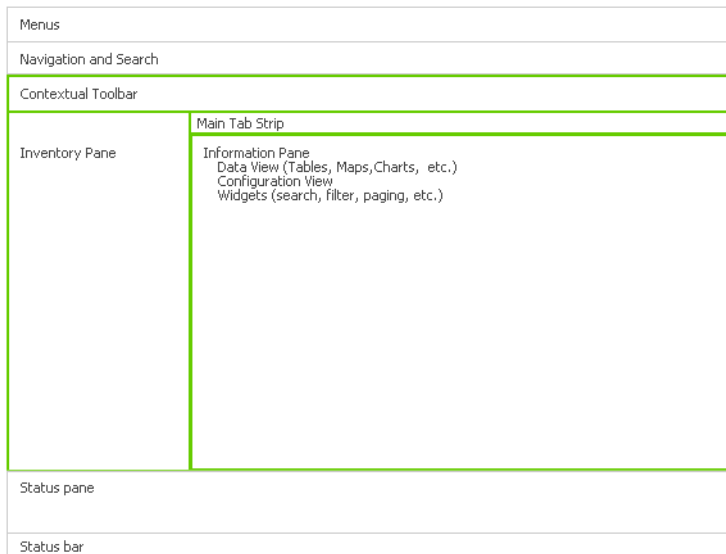 Menus
Navigation and Search
Contextual Toolbar
Main Tab Strip
Inventory Pane
Information Pane
Data View (Tables, Maps,Charts, etc.)
Configuration View
Widgets (search, filter, paging, etc.)
Status pane
Status bar